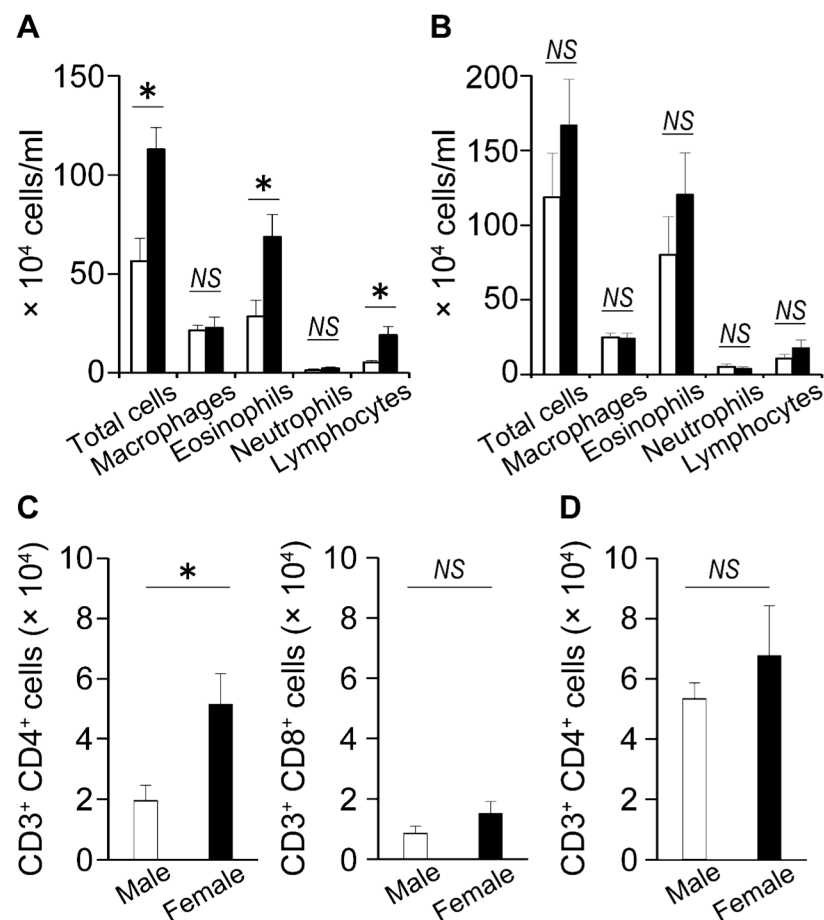 A
× 10⁴ cells/ml
150
100
50
0
*
NS
*
NS
*
Total cells
Macrophages
Eosinophils
Neutrophils
Lymphocytes
B
× 10⁴ cells/ml
200
150
100
50
0
NS
NS
NS
NS
NS
Total cells
Macrophages
Eosinophils
Neutrophils
Lymphocytes
C
CD3⁺ CD4⁺ cells (× 10⁴)
10
8
6
4
2
0
*
Male
Female
CD3⁺ CD8⁺ cells (× 10⁴)
10
8
6
4
2
0
NS
Male
Female
D
CD3⁺ CD4⁺ cells (× 10⁴)
10
8
6
4
2
0
NS
Male
Female